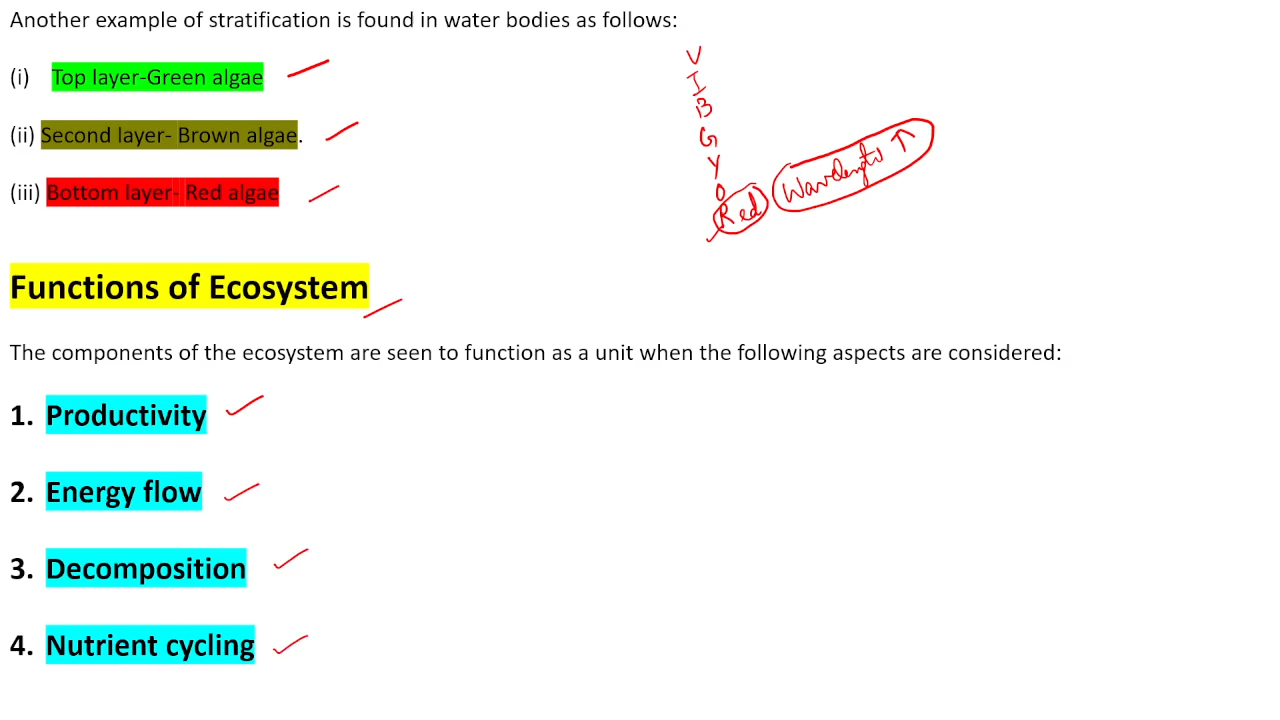 Another example of stratification is found in water bodies as follows:
(i) Top layer-Green algae
(ii) Second layer- Brown algae.
(iii) Bottom layer- Red algae
V
I
B
G
Y
O
Red
Wavelength ↑
Functions of Ecosystem
The components of the ecosystem are seen to function as a unit when the following aspects are considered:
1. Productivity
2. Energy flow
3. Decomposition
4. Nutrient cycling